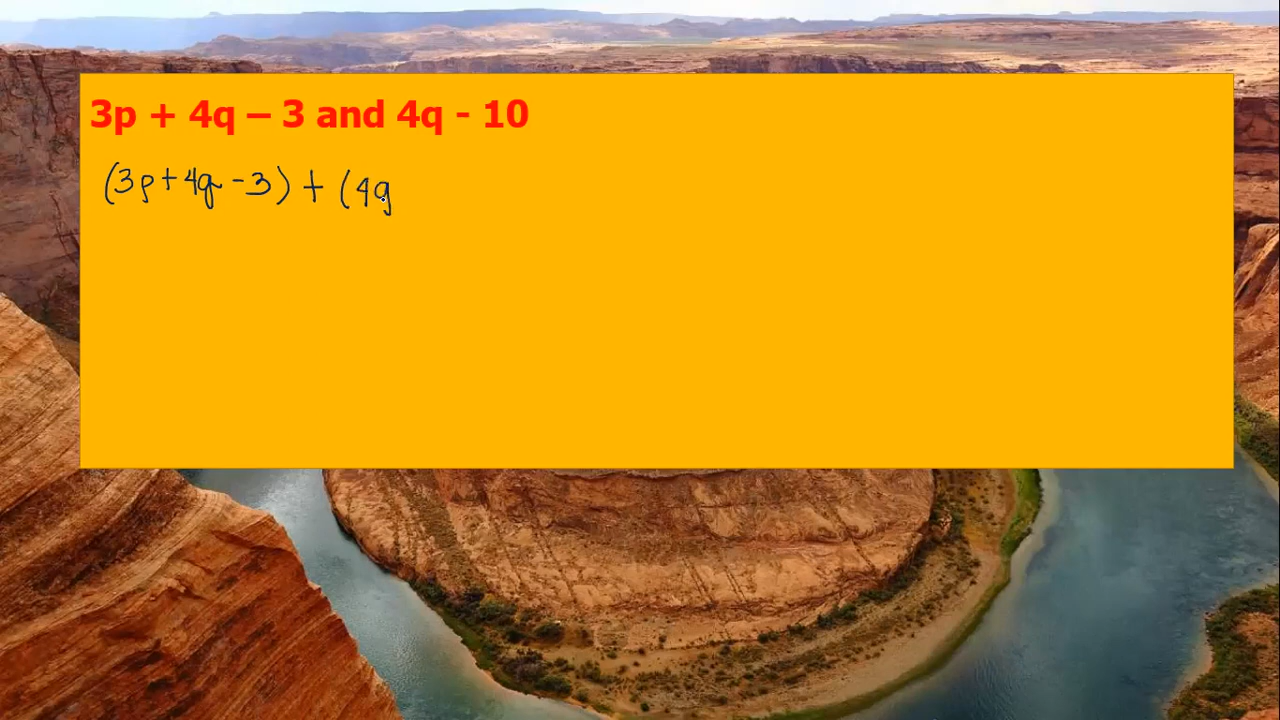 3p + 4q – 3 and 4q - 10
(3p+4q-3) + (4q